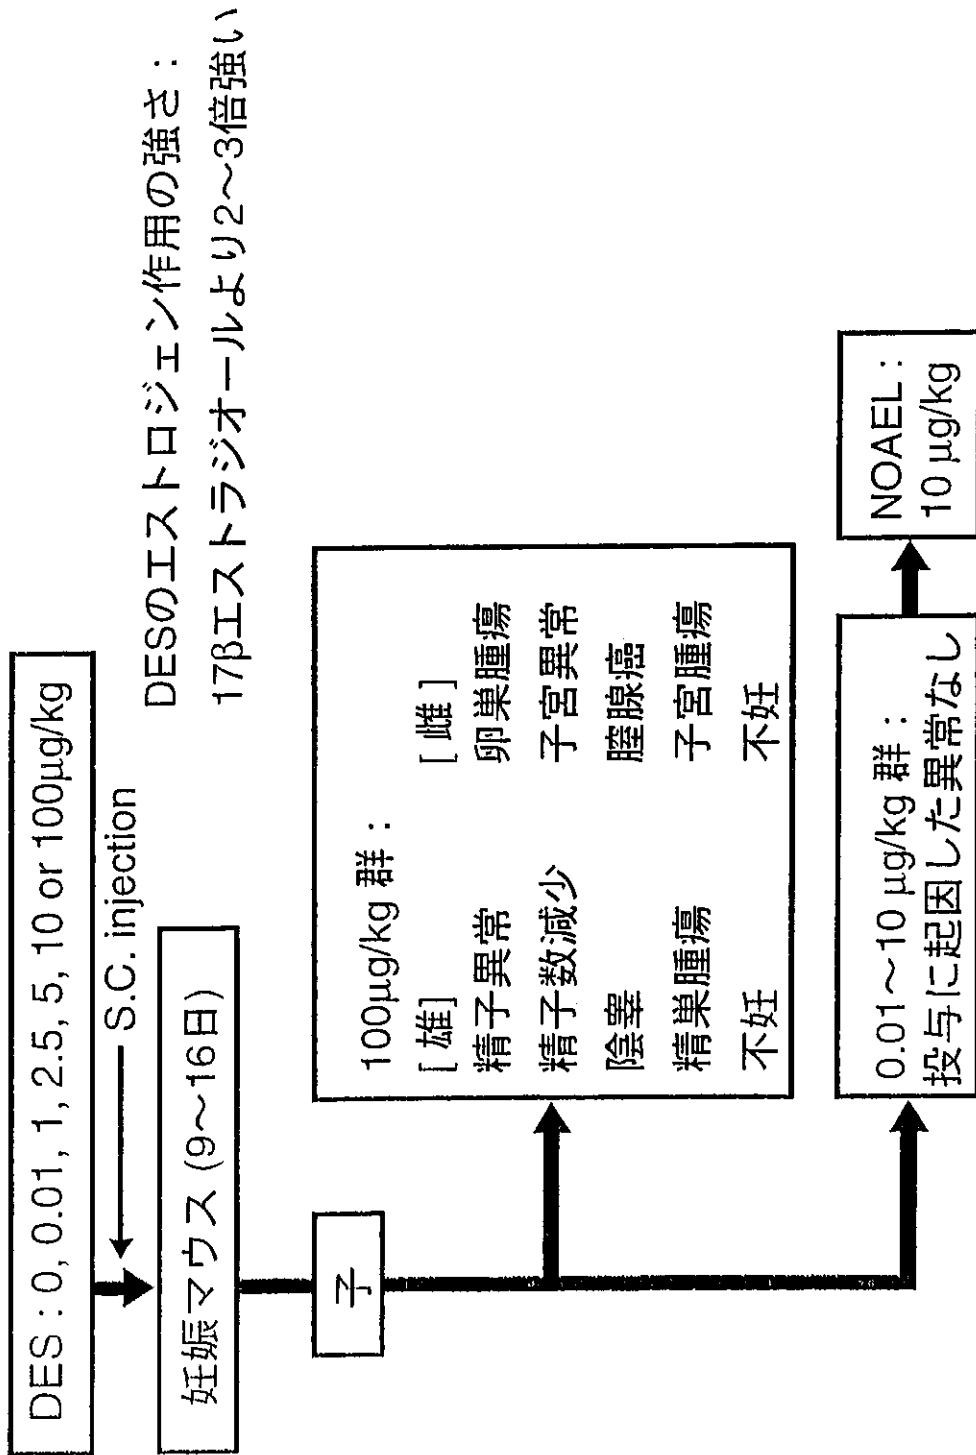 DES : 0, 0.01, 1, 2.5, 5, 10 or 100μg/kg
S.C. injection
DESのエストロジェン作用の強さ :
17βエストラジオールより2〜3倍強い
妊娠マウス (9〜16日)
子
100μg/kg 群 :
[ 雄] [ 雌 ]
精子異常 卵巣腫瘍
精子数減少 子宮異常
陰睾 膣腺癌
精巣腫瘍 子宮腫瘍
不妊 不妊
0.01〜10 μg/kg 群 :
投与に起因した異常なし
NOAEL :
10 μg/kg